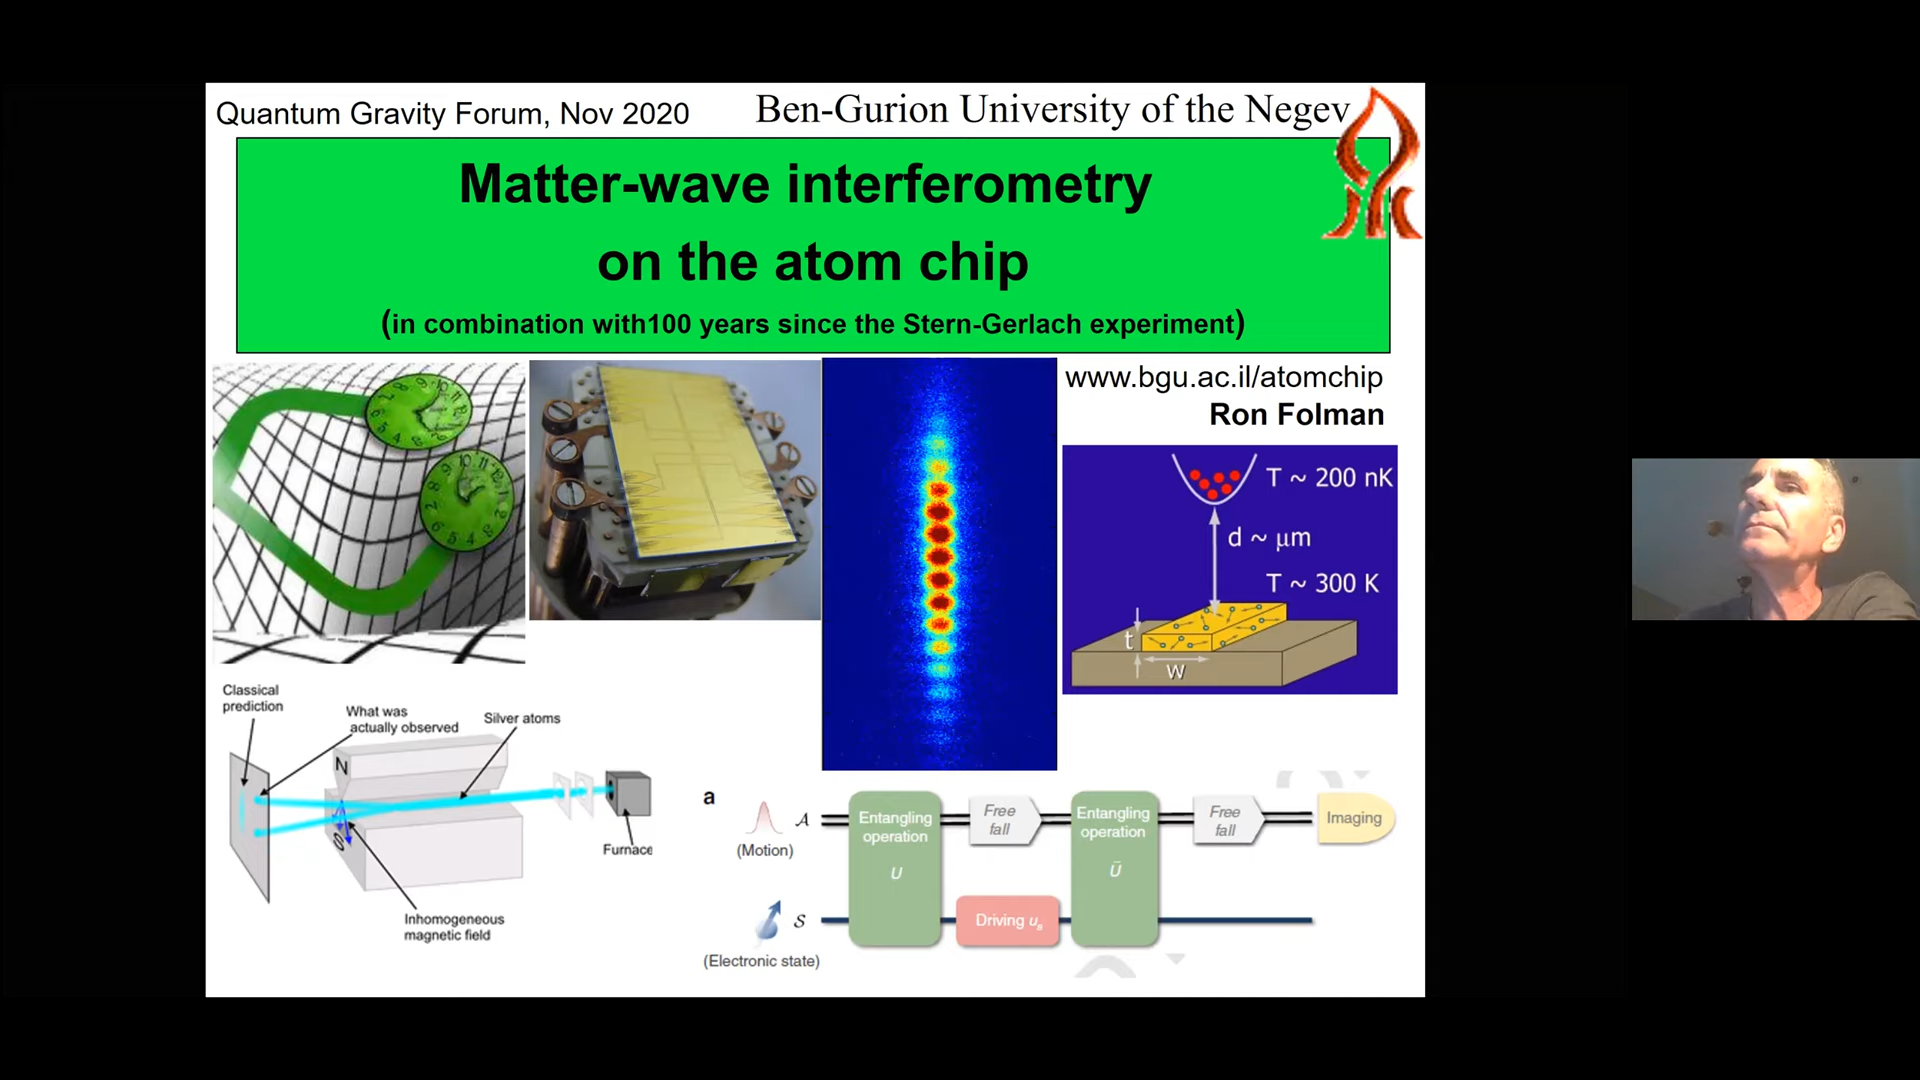 Quantum Gravity Forum, Nov 2020
Ben-Gurion University of the Negev
Matter-wave interferometry
on the atom chip
(in combination with100 years since the Stern-Gerlach experiment)
www.bgu.ac.il/atomchip
Ron Folman
T ~ 200 nK
d ~ μm
T ~ 300 K
t
w
Classical
prediction
What was
actually observed
Silver atoms
N
S
Furnace
Inhomogeneous
magnetic field
a
A
(Motion)
Entangling
operation
U
Free
fall
Entangling
operation
Ū
Free
fall
Imaging
S
Driving uₛ
(Electronic state)